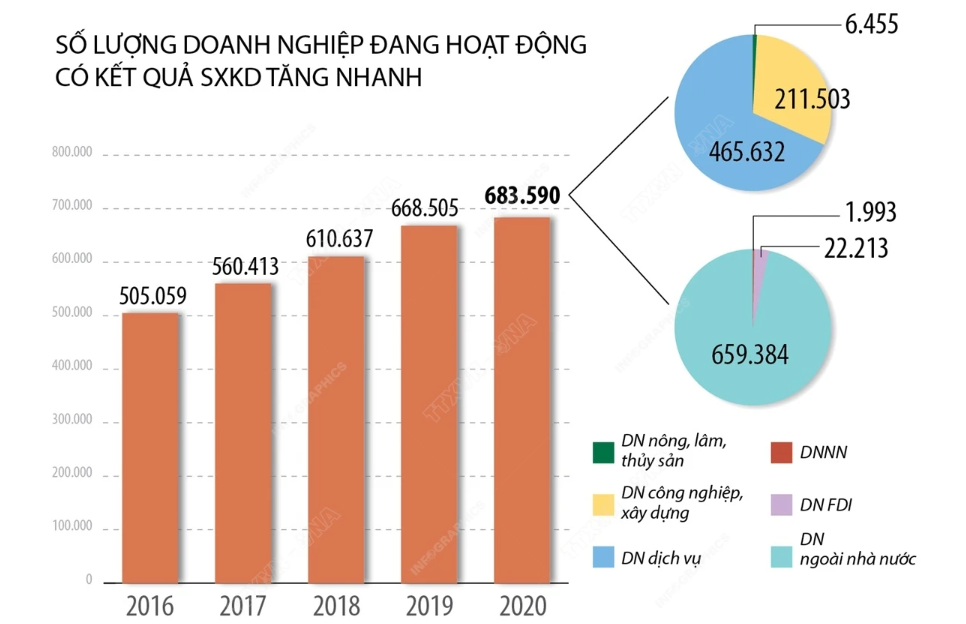 SỐ LƯỢNG DOANH NGHIỆP ĐANG HOẠT ĐỘNG
CÓ KẾT QUẢ SXKD TĂNG NHANH
800.000
700.000
600.000
500.000
400.000
300.000
200.000
100.000
0
505.059
560.413
610.637
668.505
683.590
2016
2017
2018
2019
2020
6.455
211.503
465.632
1.993
22.213
659.384
DN nông, lâm,
thủy sản
DN công nghiệp,
xây dựng
DN dịch vụ
DNNN
DN FDI
DN
ngoài nhà nước